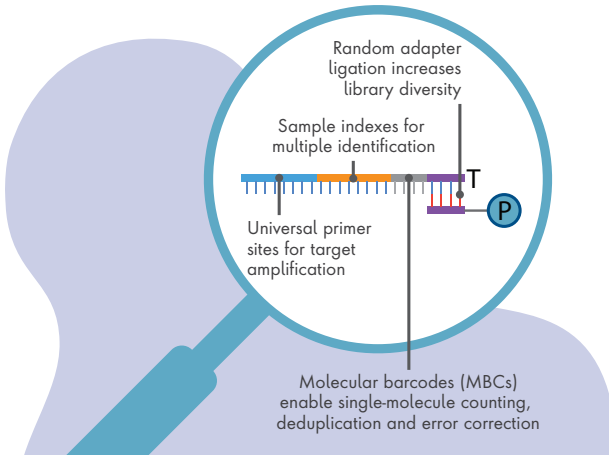 Random adapter
ligation increases
library diversity
Sample indexes for
multiple identification
T
P
Universal primer
sites for target
amplification
Molecular barcodes (MBCs)
enable single-molecule counting,
deduplication and error correction